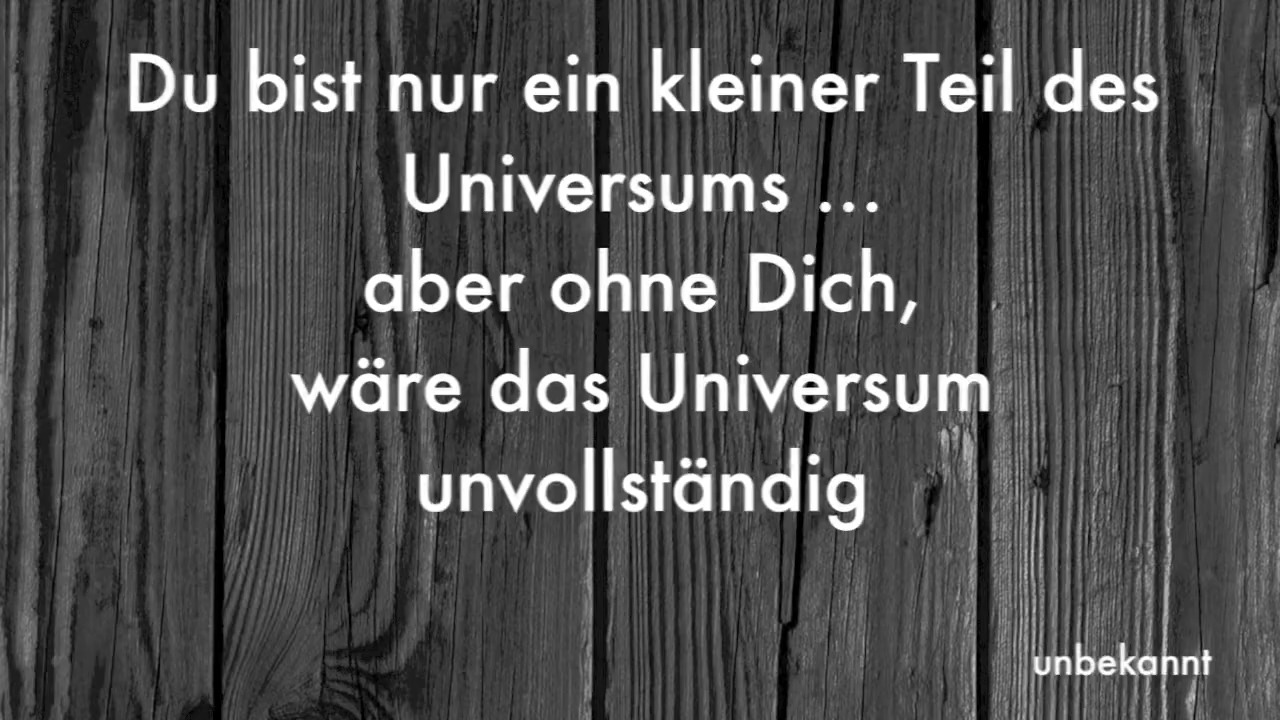 Du bist nur ein kleiner Teil des
Universums ...
aber ohne Dich,
wäre das Universum
unvollständig
unbekannt